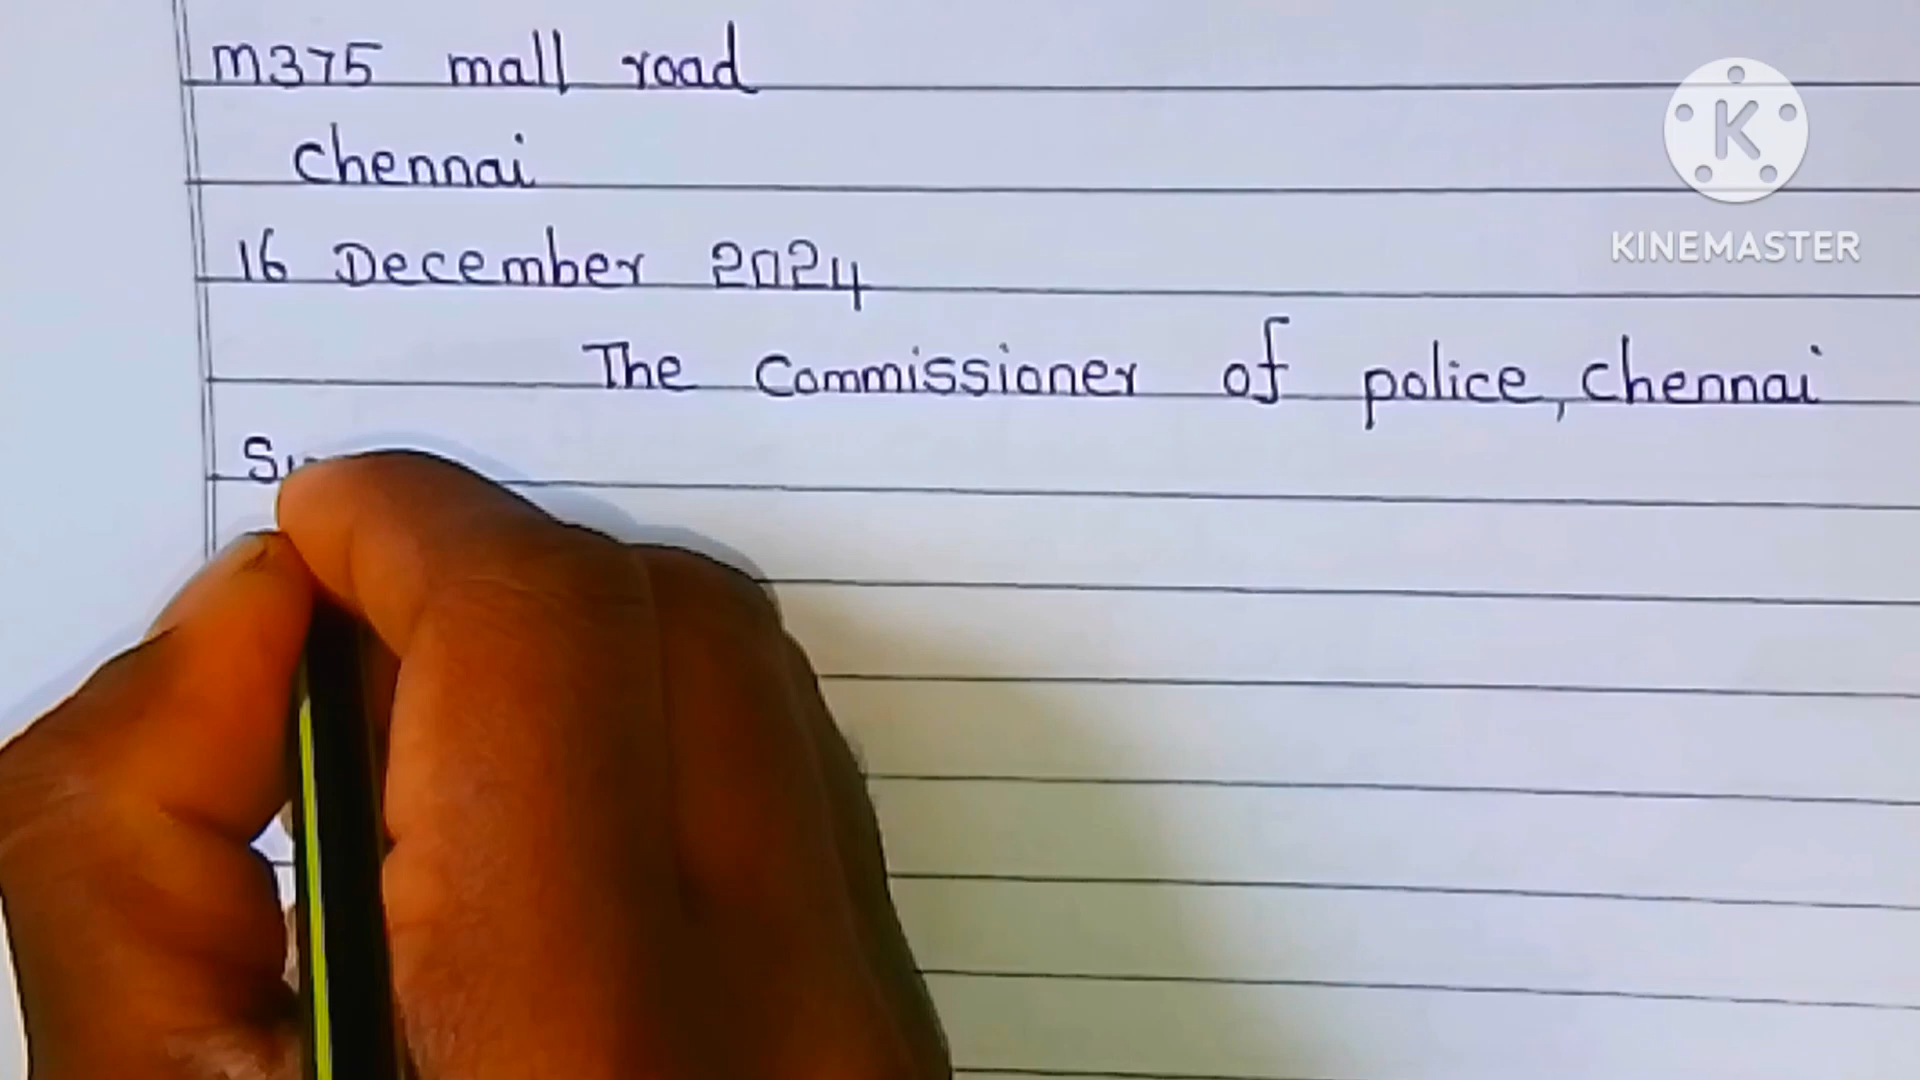 m375 mall road
Chennai
16 December 2024
The Commissioner of police, Chennai
K
KINEMASTER